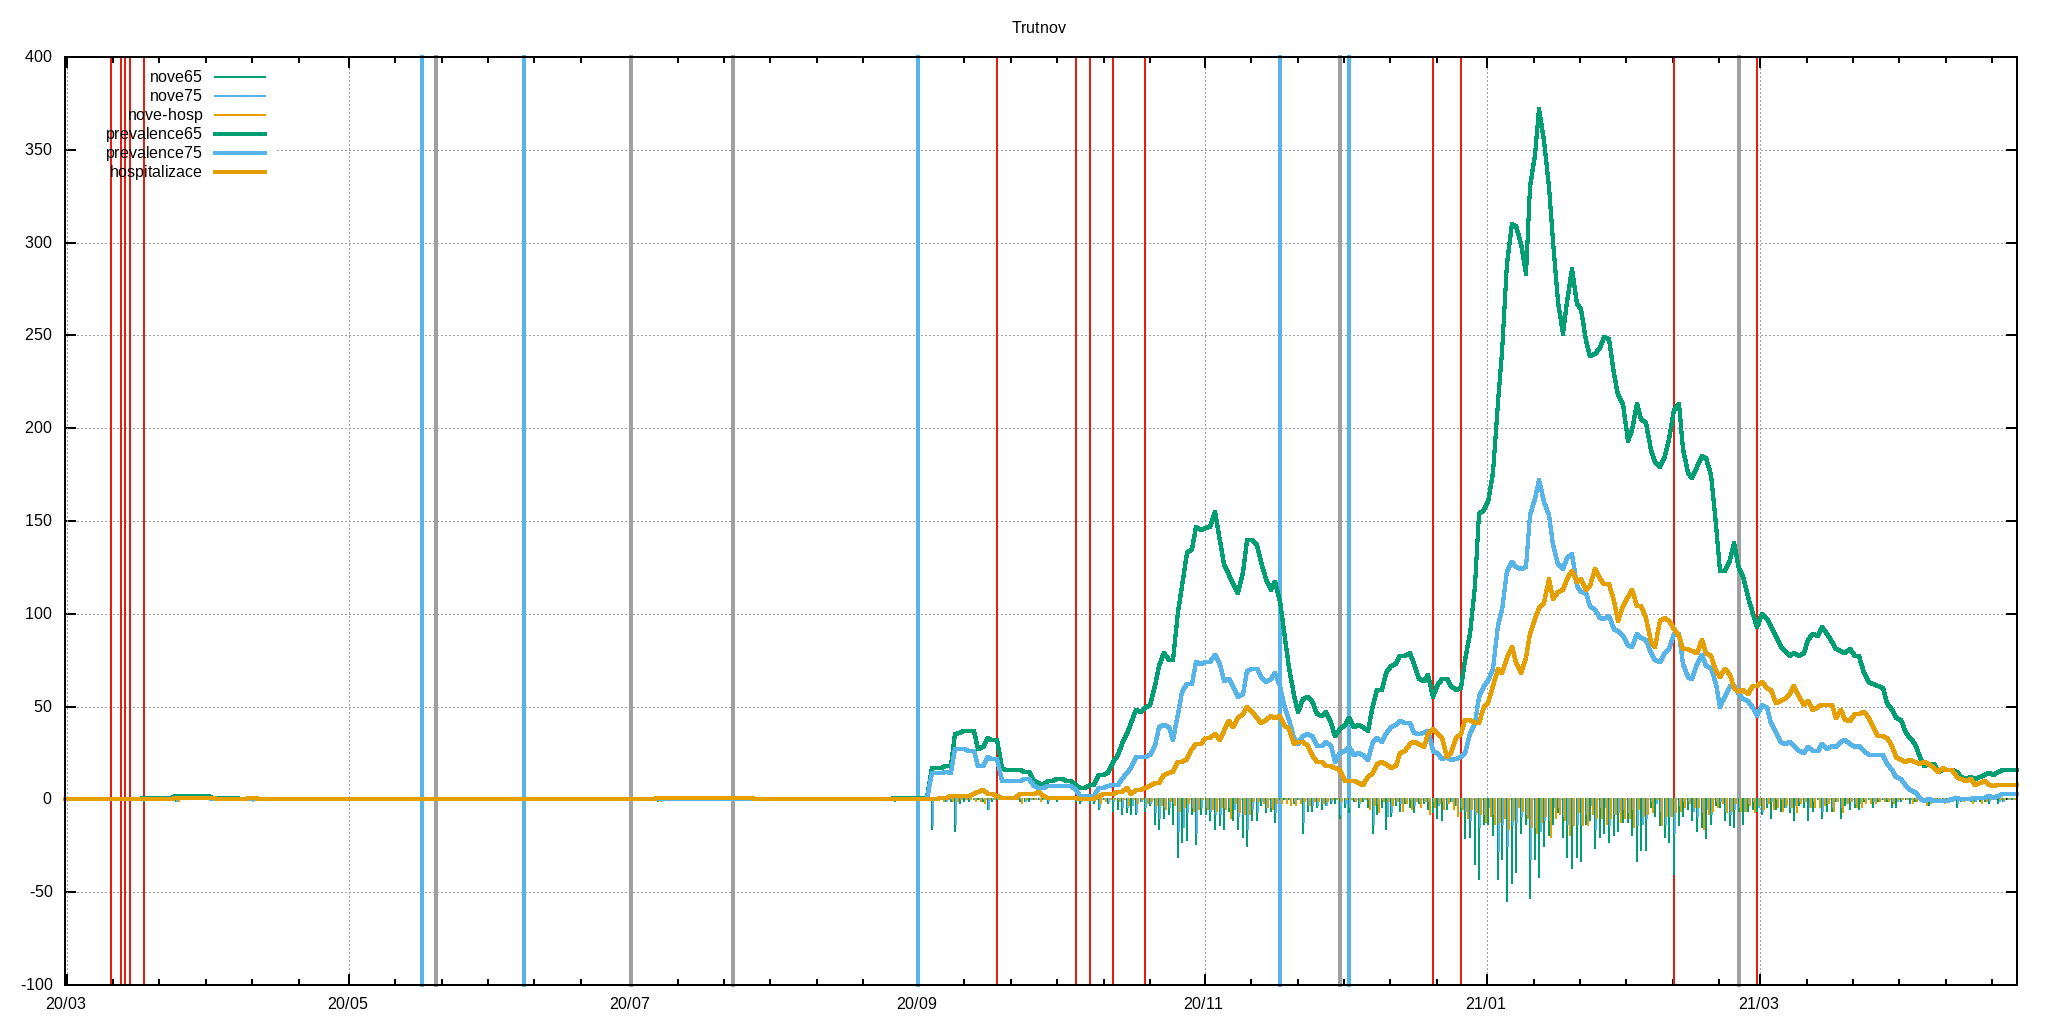 Trutnov
400
350
300
250
200
150
100
50
0
-50
-100
nove65
nove75
nove-hosp
prevalence65
prevalence75
hospitalizace
20/03 20/05 20/07 20/09 20/11 21/01 21/03